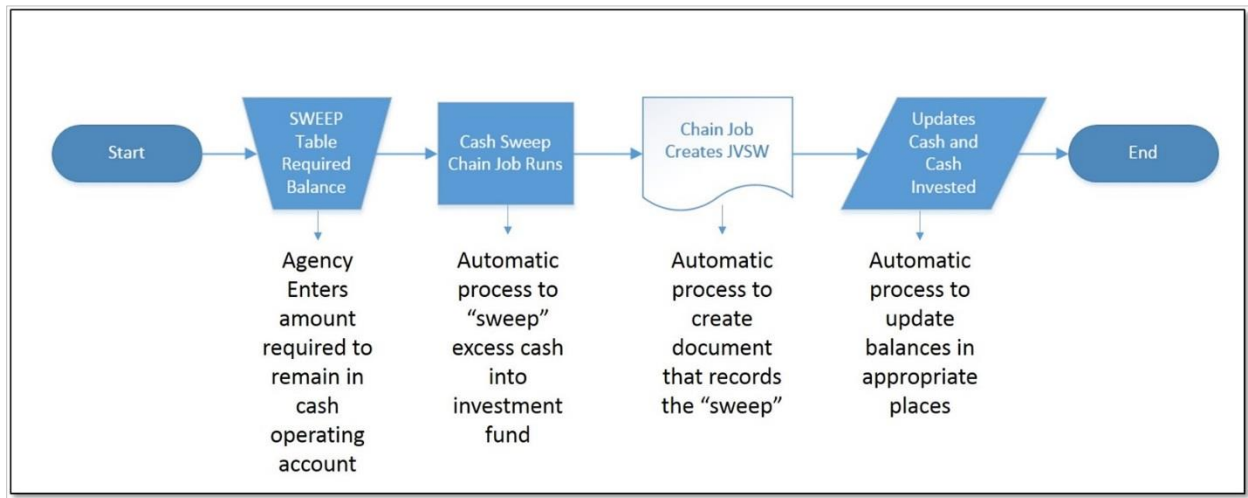 Start
SWEEP
Table
Required
Balance
Cash Sweep
Chain Job Runs
Chain Job
Creates JVSW
Updates
Cash and
Cash
Invested
End
Agency
Enters
amount
required to
remain in
cash
operating
account
Automatic
process to
“sweep”
excess cash
into
investment
fund
Automatic
process to
create
document
that records
the “sweep”
Automatic
process to
update
balances in
appropriate
places